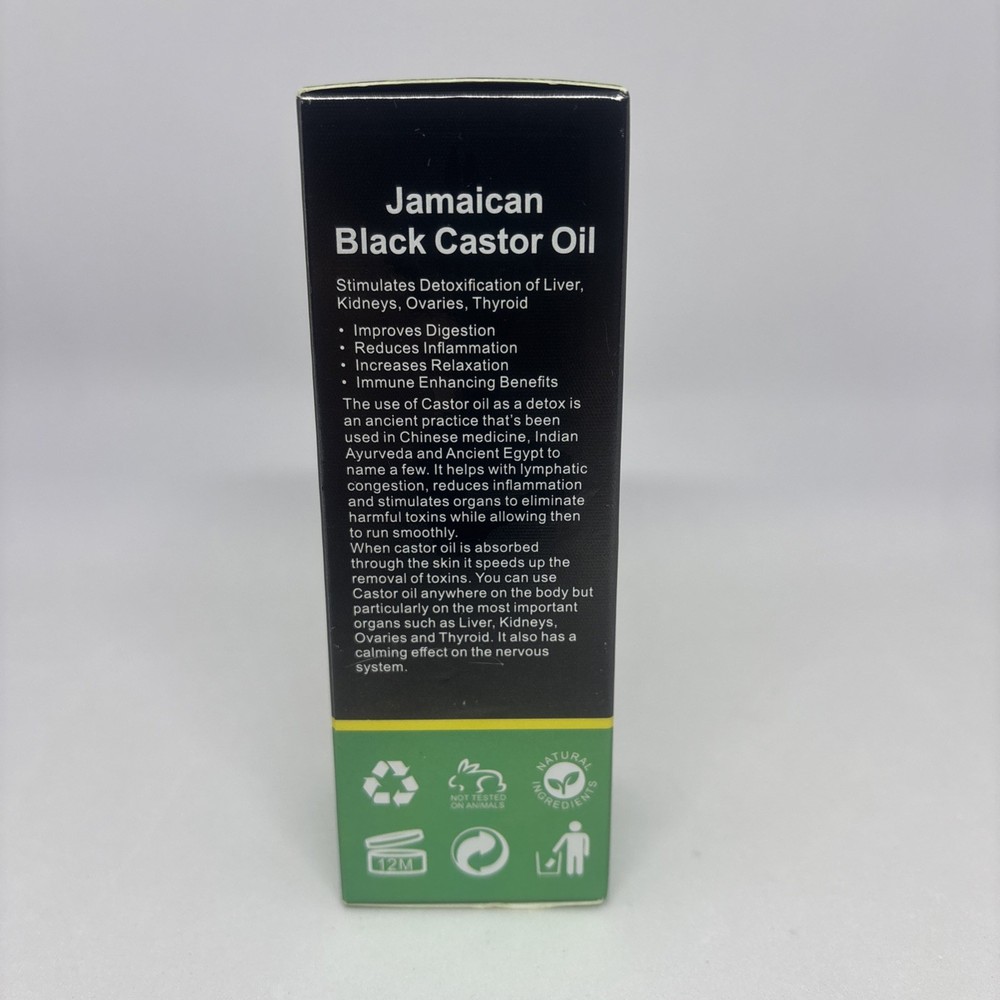 Jamaican
Black Castor Oil
Stimulates Detoxification of Liver,
Kidneys, Ovaries, Thyroid
• Improves Digestion
• Reduces Inflammation
• Increases Relaxation
• Immune Enhancing Benefits
The use of Castor oil as a detox is
an ancient practice that's been
used in Chinese medicine, Indian
Ayurveda and Ancient Egypt to
name a few. It helps with lymphatic
congestion, reduces inflammation
and stimulates organs to eliminate
harmful toxins while allowing then
to run smoothly.
When castor oil is absorbed
through the skin it speeds up the
removal of toxins. You can use
Castor oil anywhere on the body but
particularly on the most important
organs such as Liver, Kidneys,
Ovaries and Thyroid. It also has a
calming effect on the nervous
system.
NOT TESTED
ON ANIMALS
NATURAL
INGREDIENTS
12M